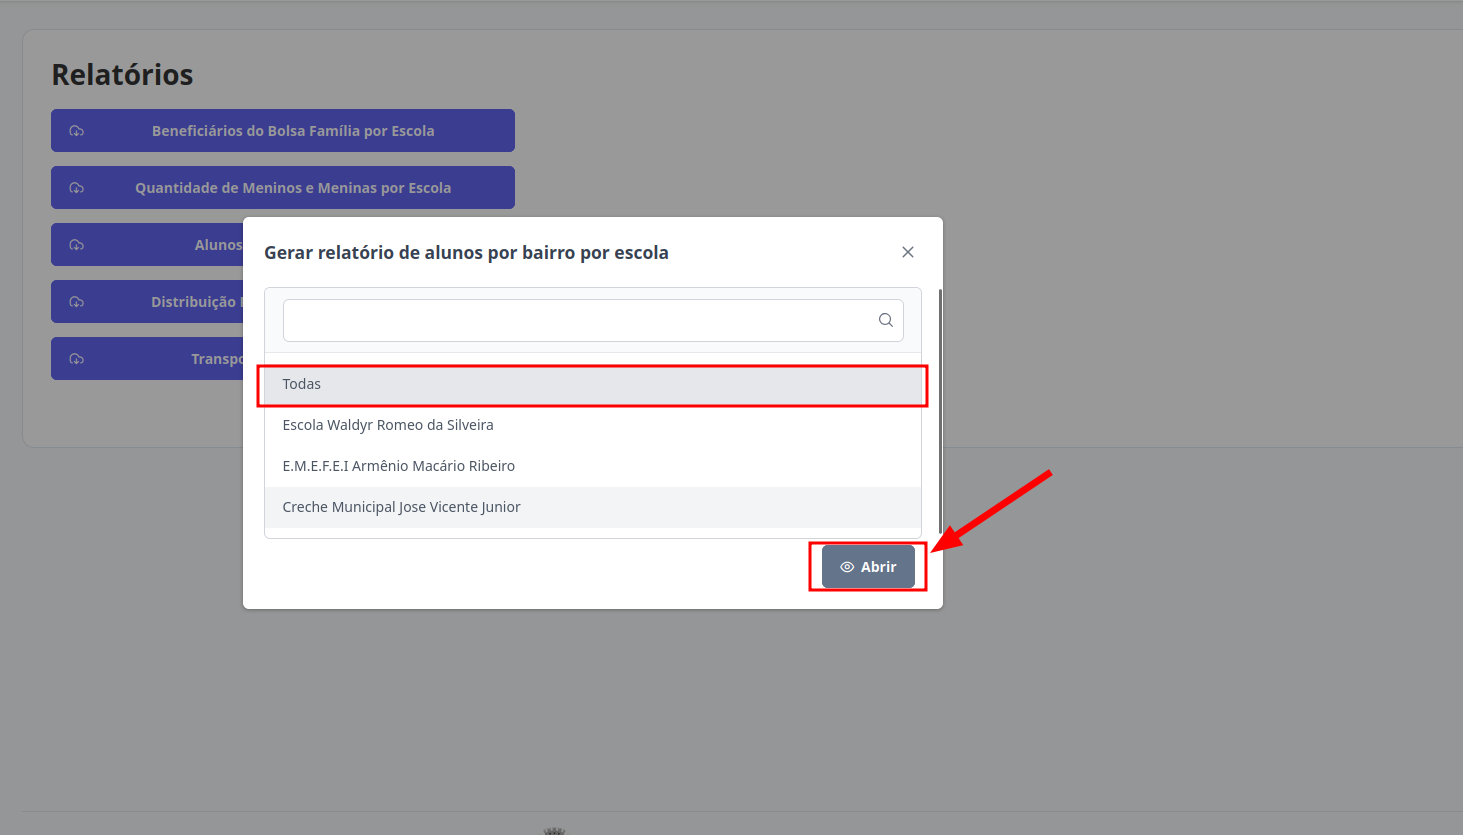 Relatórios
Beneficiários do Bolsa Família por Escola
Quantidade de Meninos e Meninas por Escola
Alunos
Distribuição
Gerar relatório de alunos por bairro por escola
Todas
Escola Waldyr Romeo da Silveira
E.M.E.F.E.I Armênio Macário Ribeiro
Creche Municipal Jose Vicente Junior
Abrir